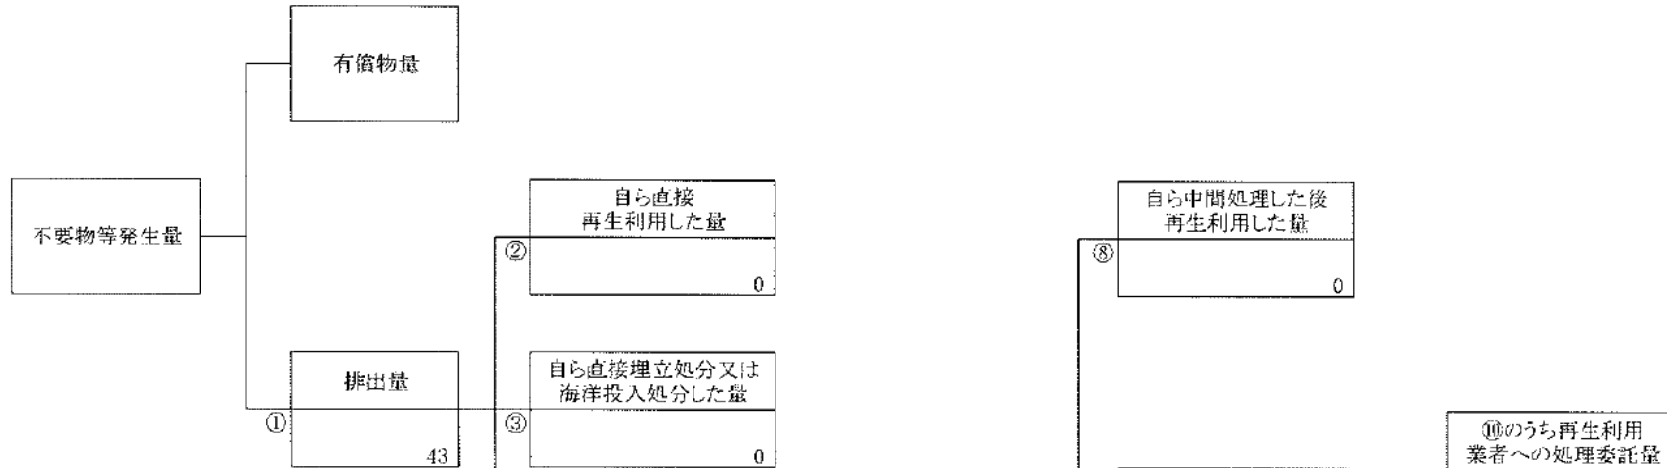 有償物量
不要物等発生量
自ら直接
再生利用した量
②
0
自ら中間処理した後
再生利用した量
⑧
0
排出量
①
43
自ら直接埋立処分又は
海洋投入処分した量
③
0
⑩のうち再生利用
業者への処理委託量